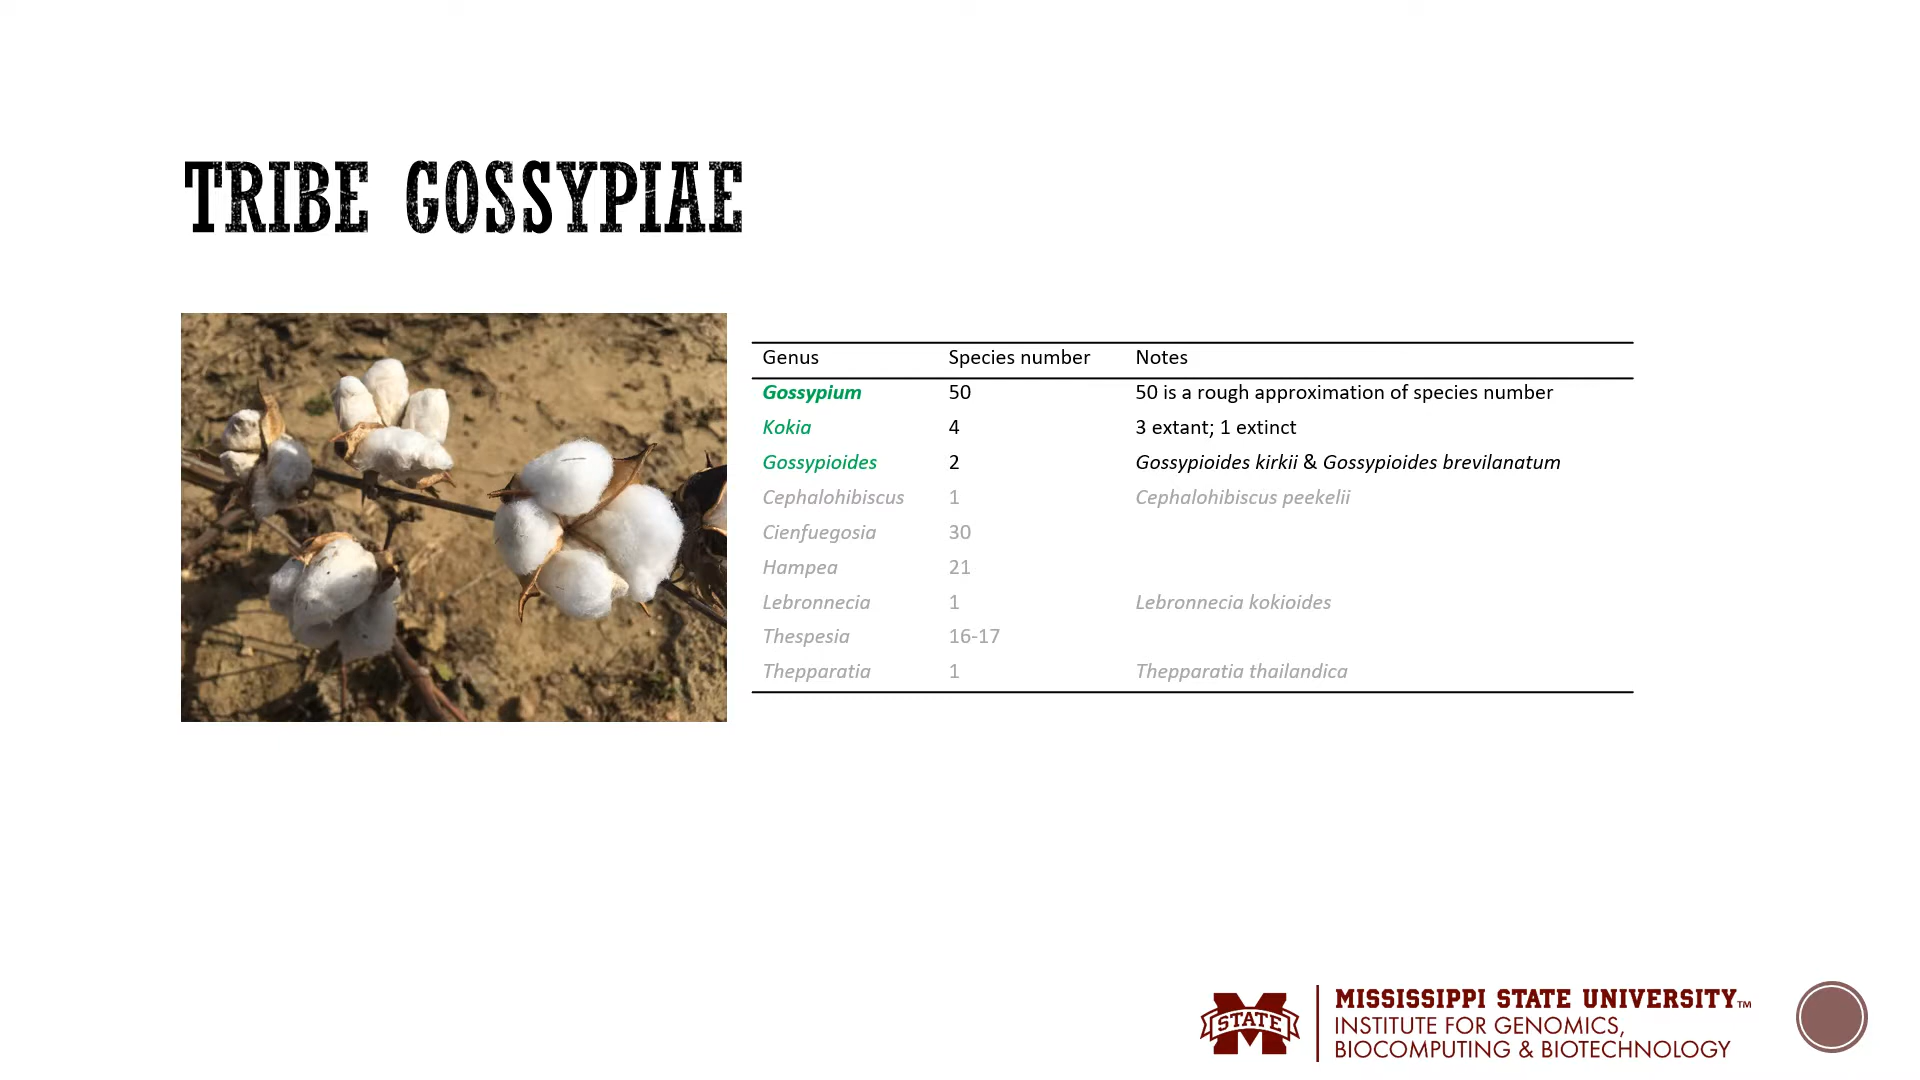 TRIBE GOSSYPIAE
Genus Species number Notes
Gossypium 50 50 is a rough approximation of species number
Kokia 4 3 extant; 1 extinct
Gossypioides 2 Gossypioides kirkii & Gossypioides brevilanatum
Cephalohibiscus 1 Cephalohibiscus peekelii
Cienfuegosia 30
Hampea 21
Lebronnecia 1 Lebronnecia kokioides
Thespesia 16-17
Thepparatia 1 Thepparatia thailandica
STATE
MISSISSIPPI STATE UNIVERSITY™
INSTITUTE FOR GENOMICS,
BIOCOMPUTING & BIOTECHNOLOGY